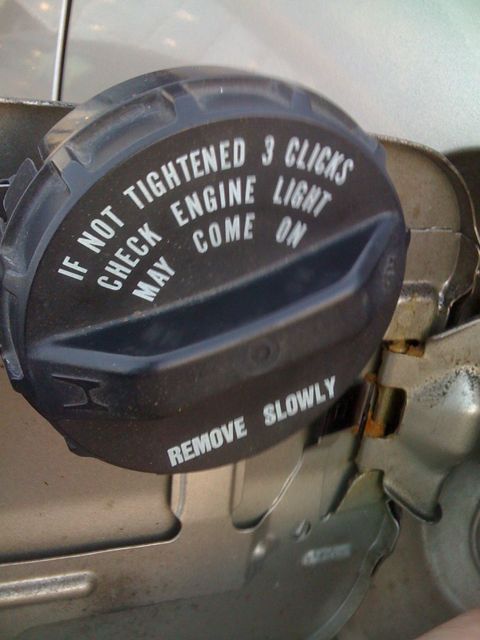 IF NOT TIGHTENED 3 CLICKS
CHECK ENGINE LIGHT
MAY COME ON
REMOVE SLOWLY